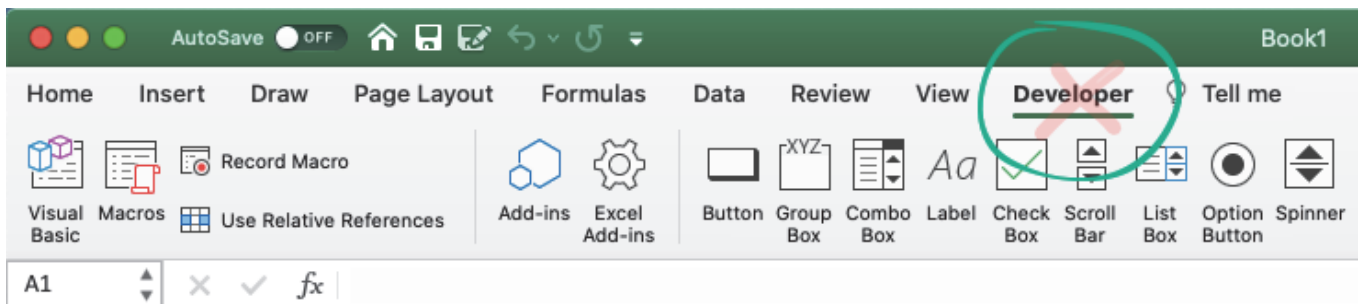 AutoSave OFF Book1
Home Insert Draw Page Layout Formulas Data Review View Developer Tell me
Record Macro
XYZ
Aa
Use Relative References
Visual Basic Macros Add-ins Excel Add-ins Button Group Box Combo Box Label Check Box Scroll Bar List Box Option Button Spinner
A1 fx